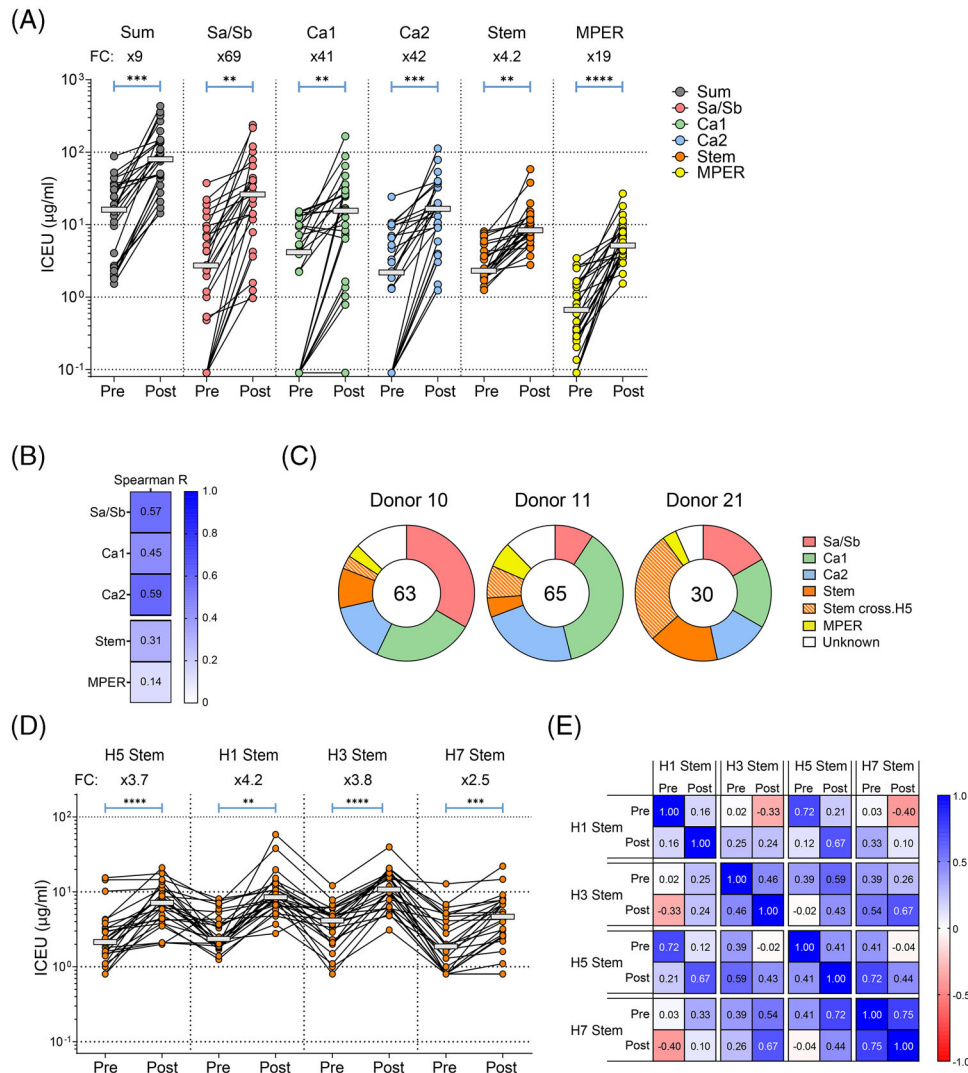 (A)
Sum Sa/Sb Ca1 Ca2 Stem MPER
FC: x9 x69 x41 x42 x4.2 x19
*** ** ** *** ** ****
10³
10²
10¹
10⁰
10⁻¹
ICEU (µg/ml)
Pre Post Pre Post Pre Post Pre Post Pre Post Pre Post
Sum
Sa/Sb
Ca1
Ca2
Stem
MPER
(B)
Spearman R
Sa/Sb 0.57
Ca1 0.45
Ca2 0.59
Stem 0.31
MPER 0.14
1.0
0.8
0.6
0.4
0.2
0
(C)
Donor 10 Donor 11 Donor 21
63 65 30
Sa/Sb
Ca1
Ca2
Stem
Stem cross.H5
MPER
Unknown
(D)
H5 Stem H1 Stem H3 Stem H7 Stem
FC: x3.7 x4.2 x3.8 x2.5
**** ** **** ***
10²
10¹
10⁰
10⁻¹
ICEU (µg/ml)
Pre Post Pre Post Pre Post Pre Post
(E)
H1 Stem H3 Stem H5 Stem H7 Stem
Pre Post Pre Post Pre Post Pre Post
H1 Stem
Pre 1.00 0.16 0.02 -0.33 0.72 0.21 0.03 -0.40
Post 0.16 1.00 0.25 0.24 0.12 0.67 0.33 0.10
H3 Stem
Pre 0.02 0.25 1.00 0.46 0.39 0.59 0.39 0.26
Post -0.33 0.24 0.46 1.00 -0.02 0.43 0.54 0.67
H5 Stem
Pre 0.72 0.12 0.39 -0.02 1.00 0.41 0.41 -0.04
Post 0.21 0.67 0.59 0.43 0.41 1.00 0.72 0.44
H7 Stem
Pre 0.03 0.33 0.39 0.54 0.41 0.72 1.00 0.75
Post -0.40 0.10 0.26 0.67 -0.04 0.44 0.75 1.00
1.0
0.5
0
-0.5
-1.0